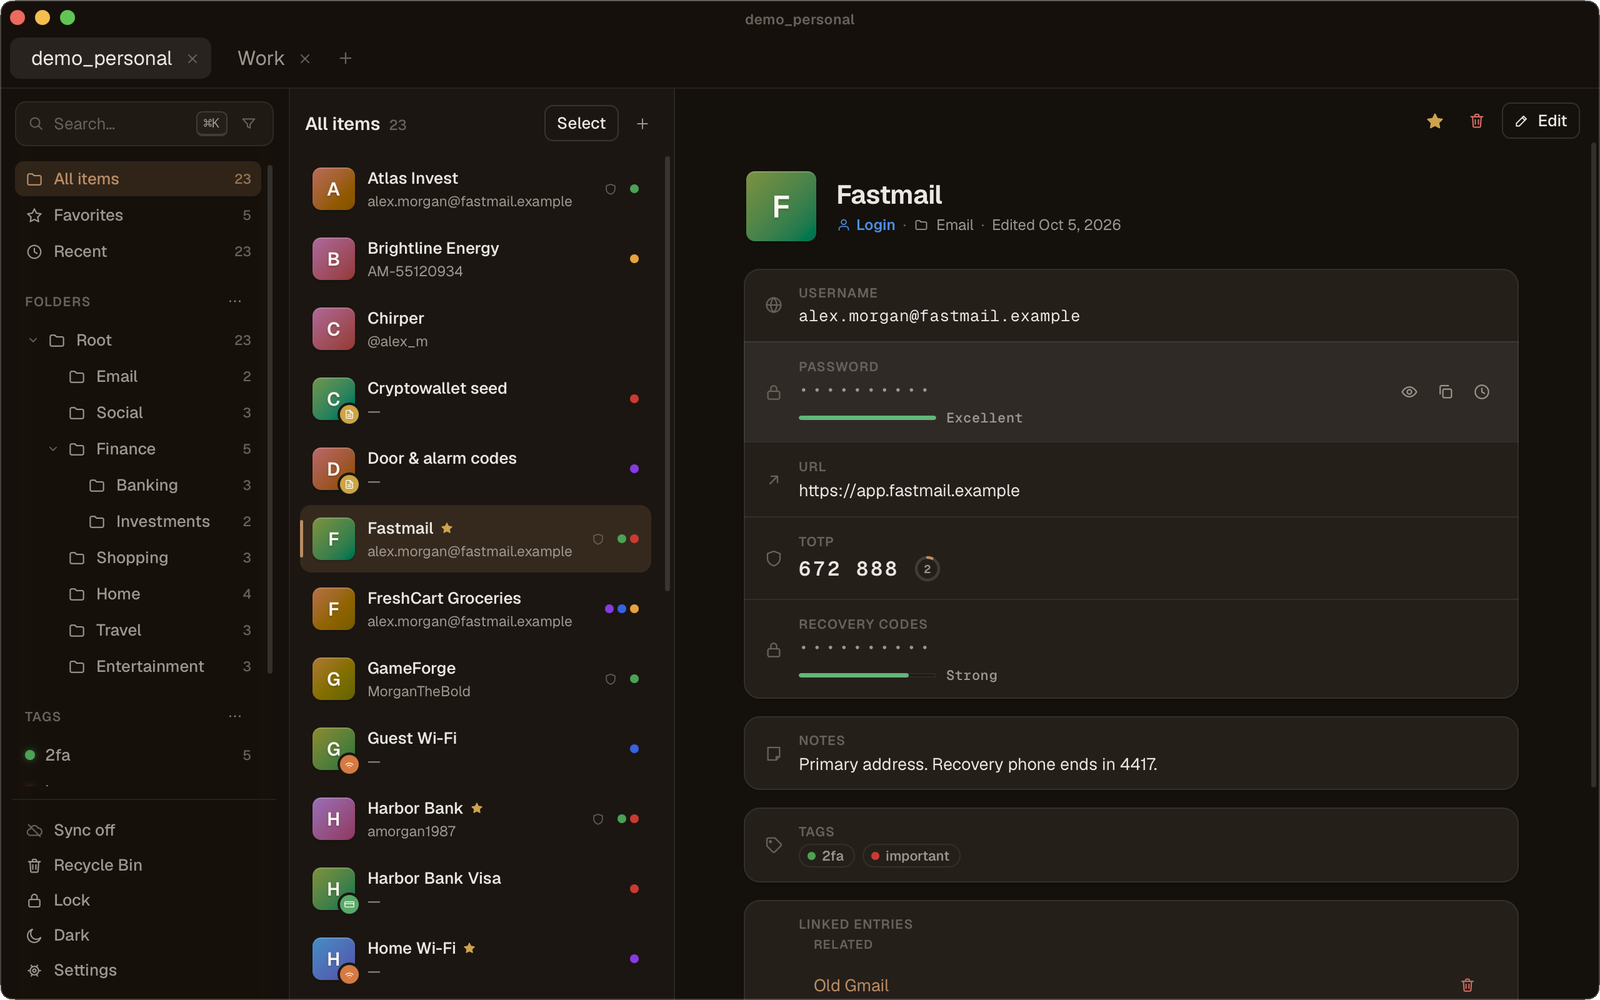 demo_personal
demo_personal
Work
Search...
⌘K
All items 23
Favorites 5
Recent 23
FOLDERS
Root 23
Email 2
Social 3
Finance 5
Banking 3
Investments 2
Shopping 3
Home 4
Travel 3
Entertainment 3
TAGS
2fa 5
Sync off
Recycle Bin
Lock
Dark
Settings
All items 23
Select
A
Atlas Invest
alex.morgan@fastmail.example
B
Brightline Energy
AM-55120934
C
Chirper
@alex_m
C
Cryptowallet seed
—
D
Door & alarm codes
—
F
Fastmail
alex.morgan@fastmail.example
F
FreshCart Groceries
alex.morgan@fastmail.example
G
GameForge
MorganTheBold
G
Guest Wi-Fi
—
H
Harbor Bank
amorgan1987
H
Harbor Bank Visa
—
H
Home Wi-Fi
—
Edit
F
Fastmail
Login · Email · Edited Oct 5, 2026
USERNAME
alex.morgan@fastmail.example
PASSWORD
• • • • • • • • • •
Excellent
URL
https://app.fastmail.example
TOTP
672 888 2
RECOVERY CODES
• • • • • • • • • •
Strong
NOTES
Primary address. Recovery phone ends in 4417.
TAGS
2fa important
LINKED ENTRIES
RELATED
Old Gmail